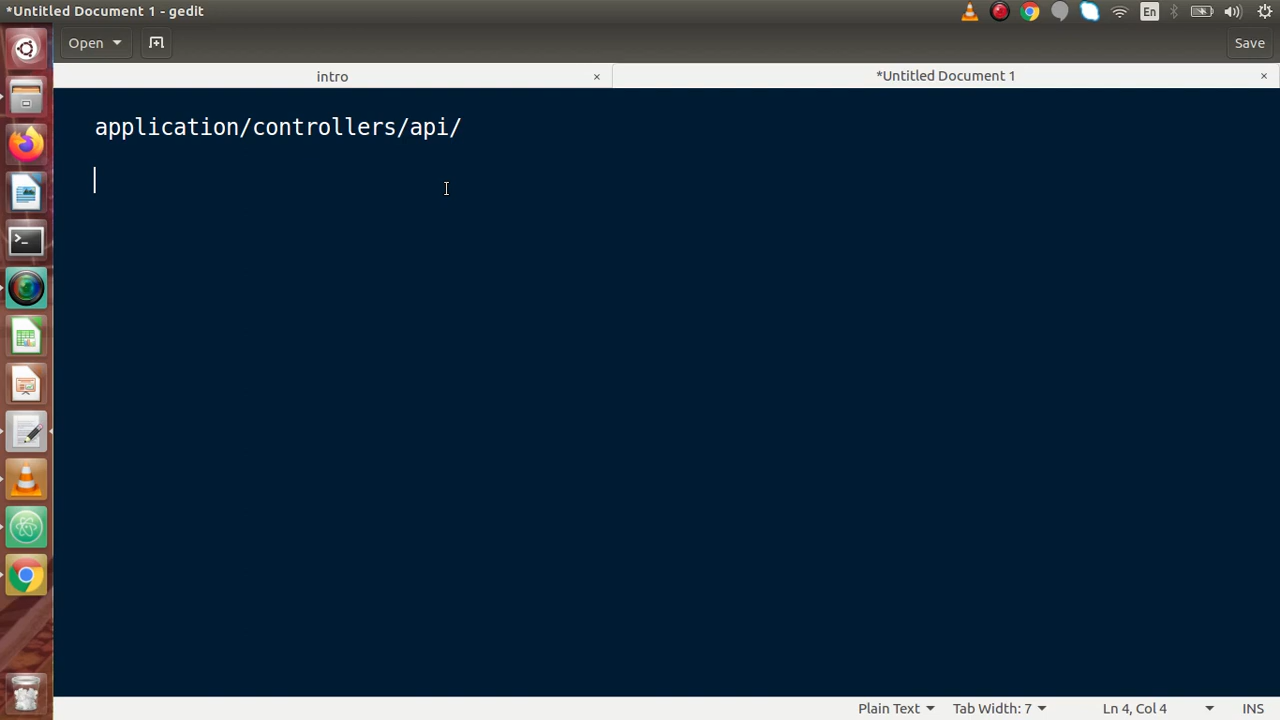 *Untitled Document 1 - gedit
En
Open
Save
intro
*Untitled Document 1
application/controllers/api/
Plain Text
Tab Width: 7
Ln 4, Col 4
INS